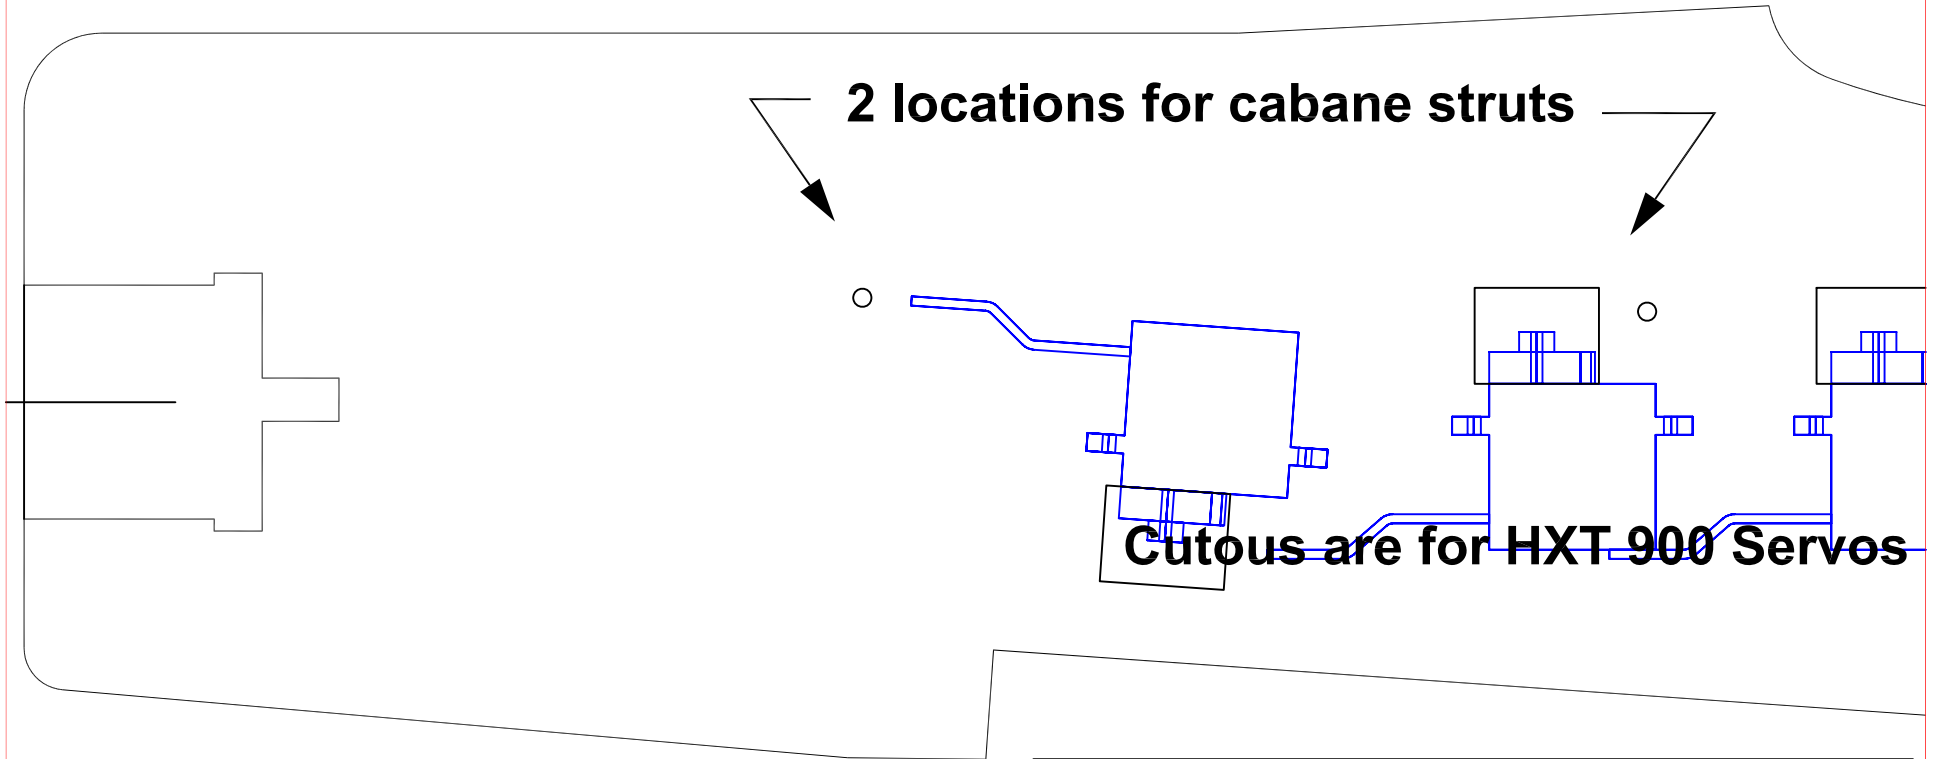 2 locations for cabane struts
Cutous are for HXT 900 Servos